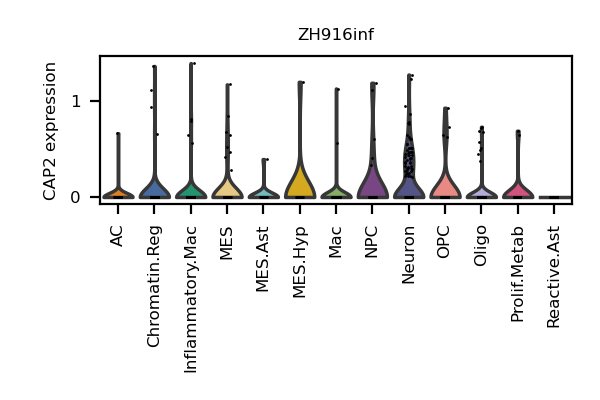 ZH916inf
CAP2 expression
1
0
AC
Chromatin.Reg
Inflammatory.Mac
MES
MES.Ast
MES.Hyp
Mac
NPC
Neuron
OPC
Oligo
Prolif.Metab
Reactive.Ast